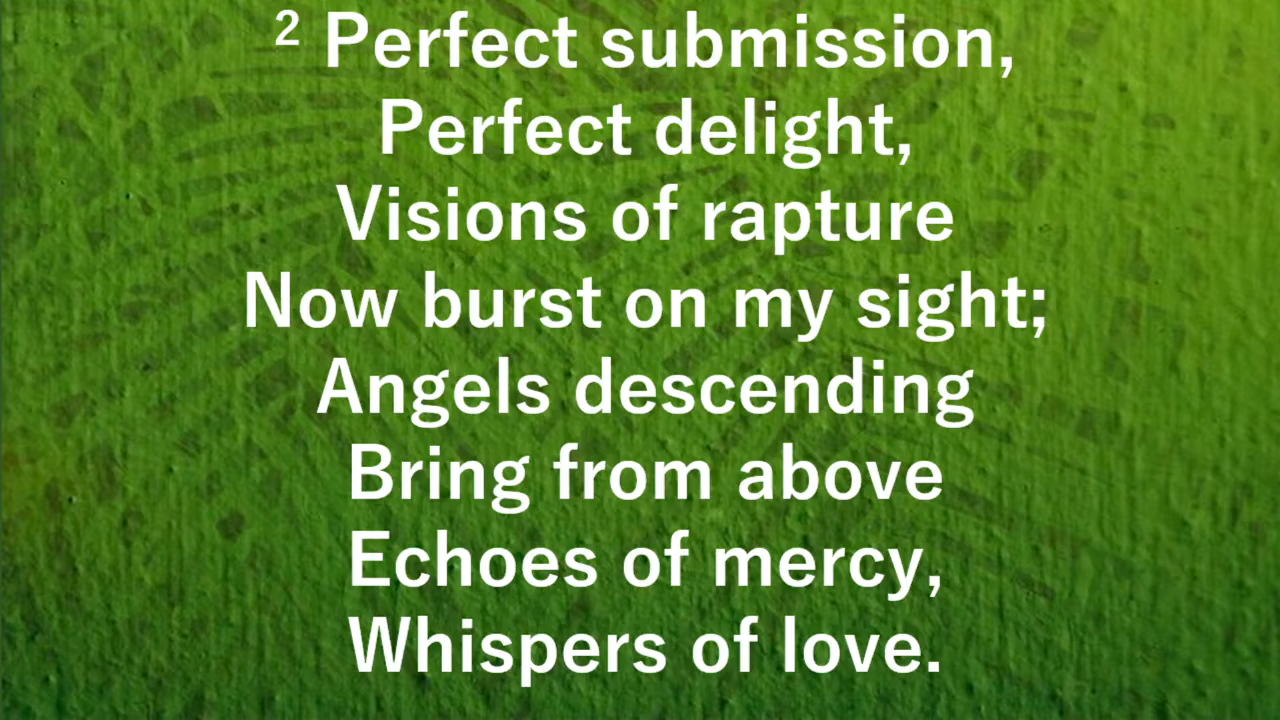 ² Perfect submission,
Perfect delight,
Visions of rapture
Now burst on my sight;
Angels descending
Bring from above
Echoes of mercy,
Whispers of love.